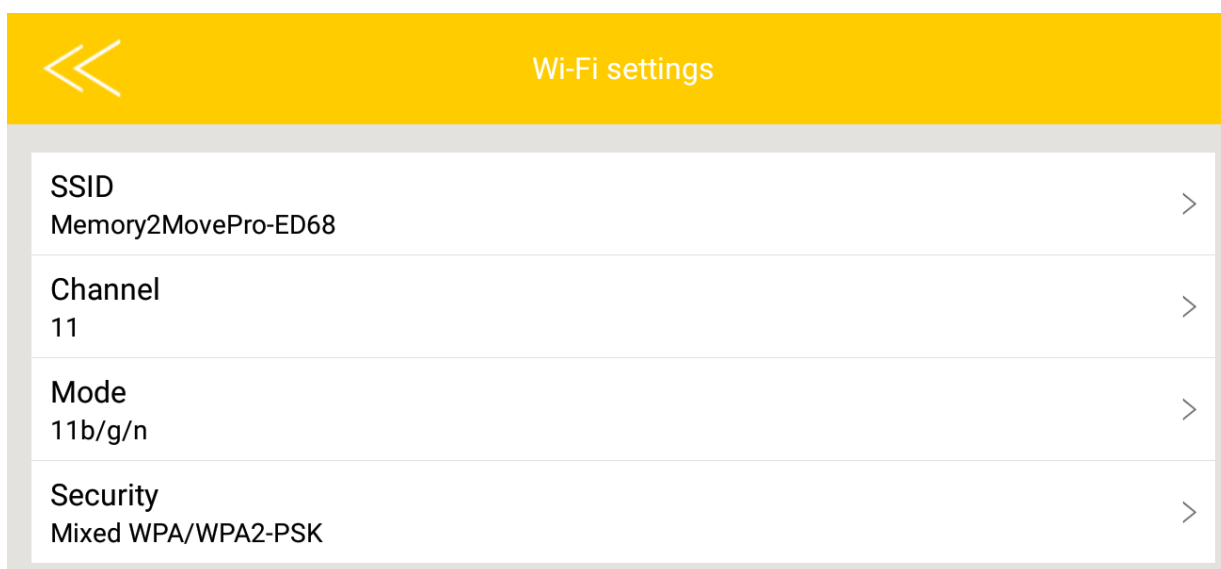 Wi-Fi settings
SSID
Memory2MovePro-ED68
Channel
11
Mode
11b/g/n
Security
Mixed WPA/WPA2-PSK